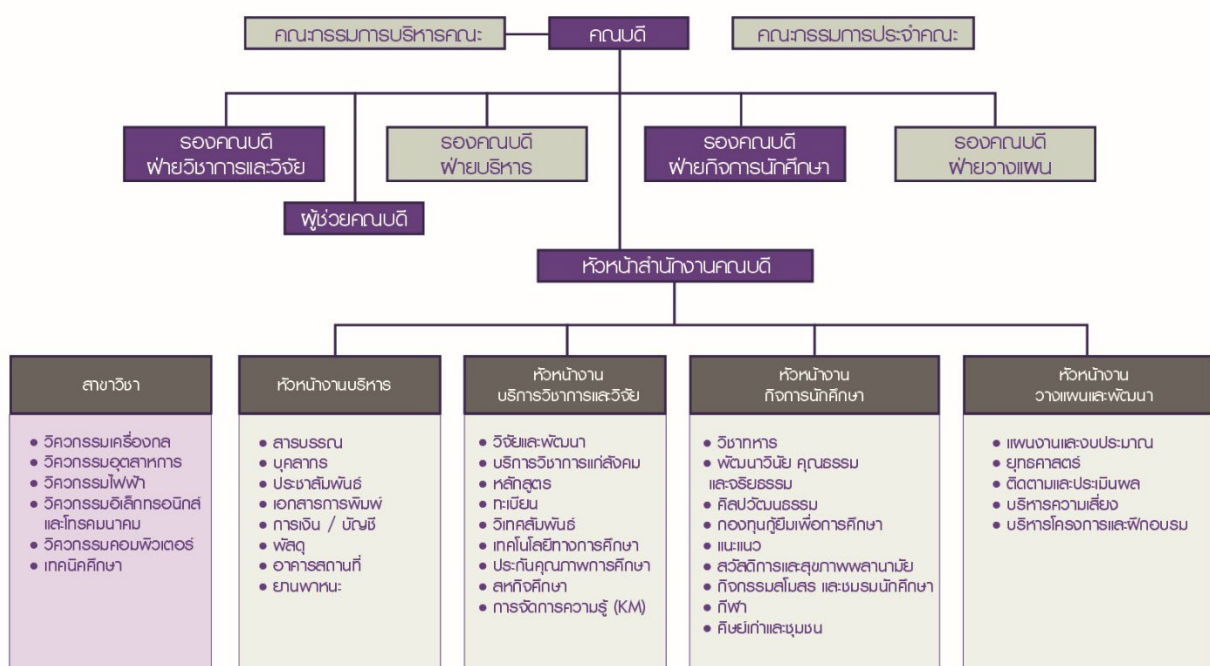 คณะกรรมการบริหารคณะ
คณบดี
คณะกรรมการประจำคณะ
รองคณบดี
ฝ่ายวิชาการและวิจัย
รองคณบดี
ฝ่ายบริหาร
รองคณบดี
ฝ่ายกิจการนักศึกษา
รองคณบดี
ฝ่ายวางแผน
ผู้ช่วยคณบดี
หัวหน้าสำนักงานคณบดี
สาขาวิชา
• วิศวกรรมเครื่องกล
• วิศวกรรมอุตสาหการ
• วิศวกรรมไฟฟ้า
• วิศวกรรมอิเล็กทรอนิกส์
และโทรคมนาคม
• วิศวกรรมคอมพิวเตอร์
• เทคนิคศึกษา
หัวหน้างานบริหาร
• สารบรรณ
• บุคลากร
• ประชาสัมพันธ์
• เอกสารการพิมพ์
• การเงิน / บัญชี
• พัสดุ
• อาคารสถานที่
• ยานพาหนะ
หัวหน้างาน
บริการวิชาการและวิจัย
• วิจัยและพัฒนา
• บริการวิชาการแก่สังคม
• หลักสูตร
• ทะเบียน
• วิเทศสัมพันธ์
• เทคโนโลยีทางการศึกษา
• ประกันคุณภาพการศึกษา
• สหกิจศึกษา
• การจัดการความรู้ (KM)
หัวหน้างาน
กิจการนักศึกษา
• วิชาทหาร
• พัฒนาวินัย คุณธรรม
และจริยธรรม
• ศิลปวัฒนธรรม
• กองทุนกู้ยืมเพื่อการศึกษา
• แนะแนว
• สวัสดิการและสุขภาพพลานามัย
• กิจกรรมสโมสร และชมรมนักศึกษา
• กีฬา
• ศิษย์เก่าและชุมชน
หัวหน้างาน
วางแผนและพัฒนา
• แผนงานและงบประมาณ
• ยุทธศาสตร์
• ติดตามและประเมินผล
• บริหารความเสี่ยง
• บริหารโครงการและฝึกอบรม